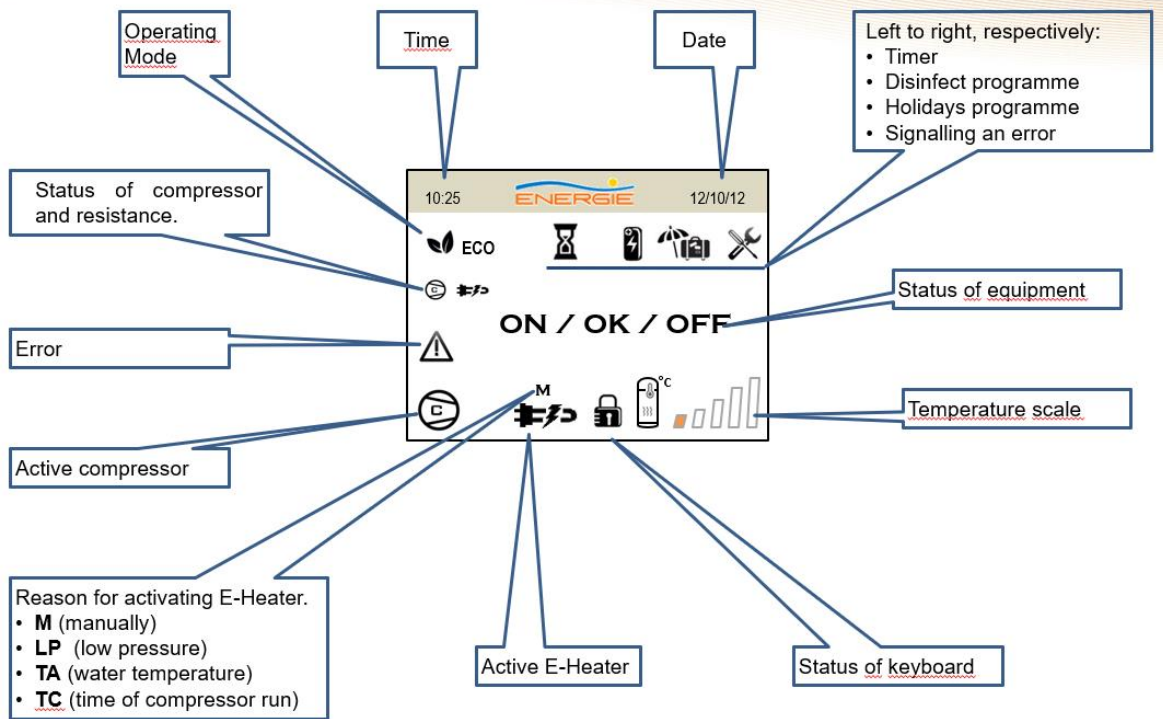 Operating
Mode
Time
Date
Left to right, respectively:
• Timer
• Disinfect programme
• Holidays programme
• Signalling an error
Status of compressor
and resistance.
10:25
ENERGIE
12/10/12
ECO
C
Status of equipment
ON / OK / OFF
Error
M
°C
C
Temperature scale
Active compressor
Reason for activating E-Heater.
• M (manually)
• LP (low pressure)
• TA (water temperature)
• TC (time of compressor run)
Active E-Heater
Status of keyboard